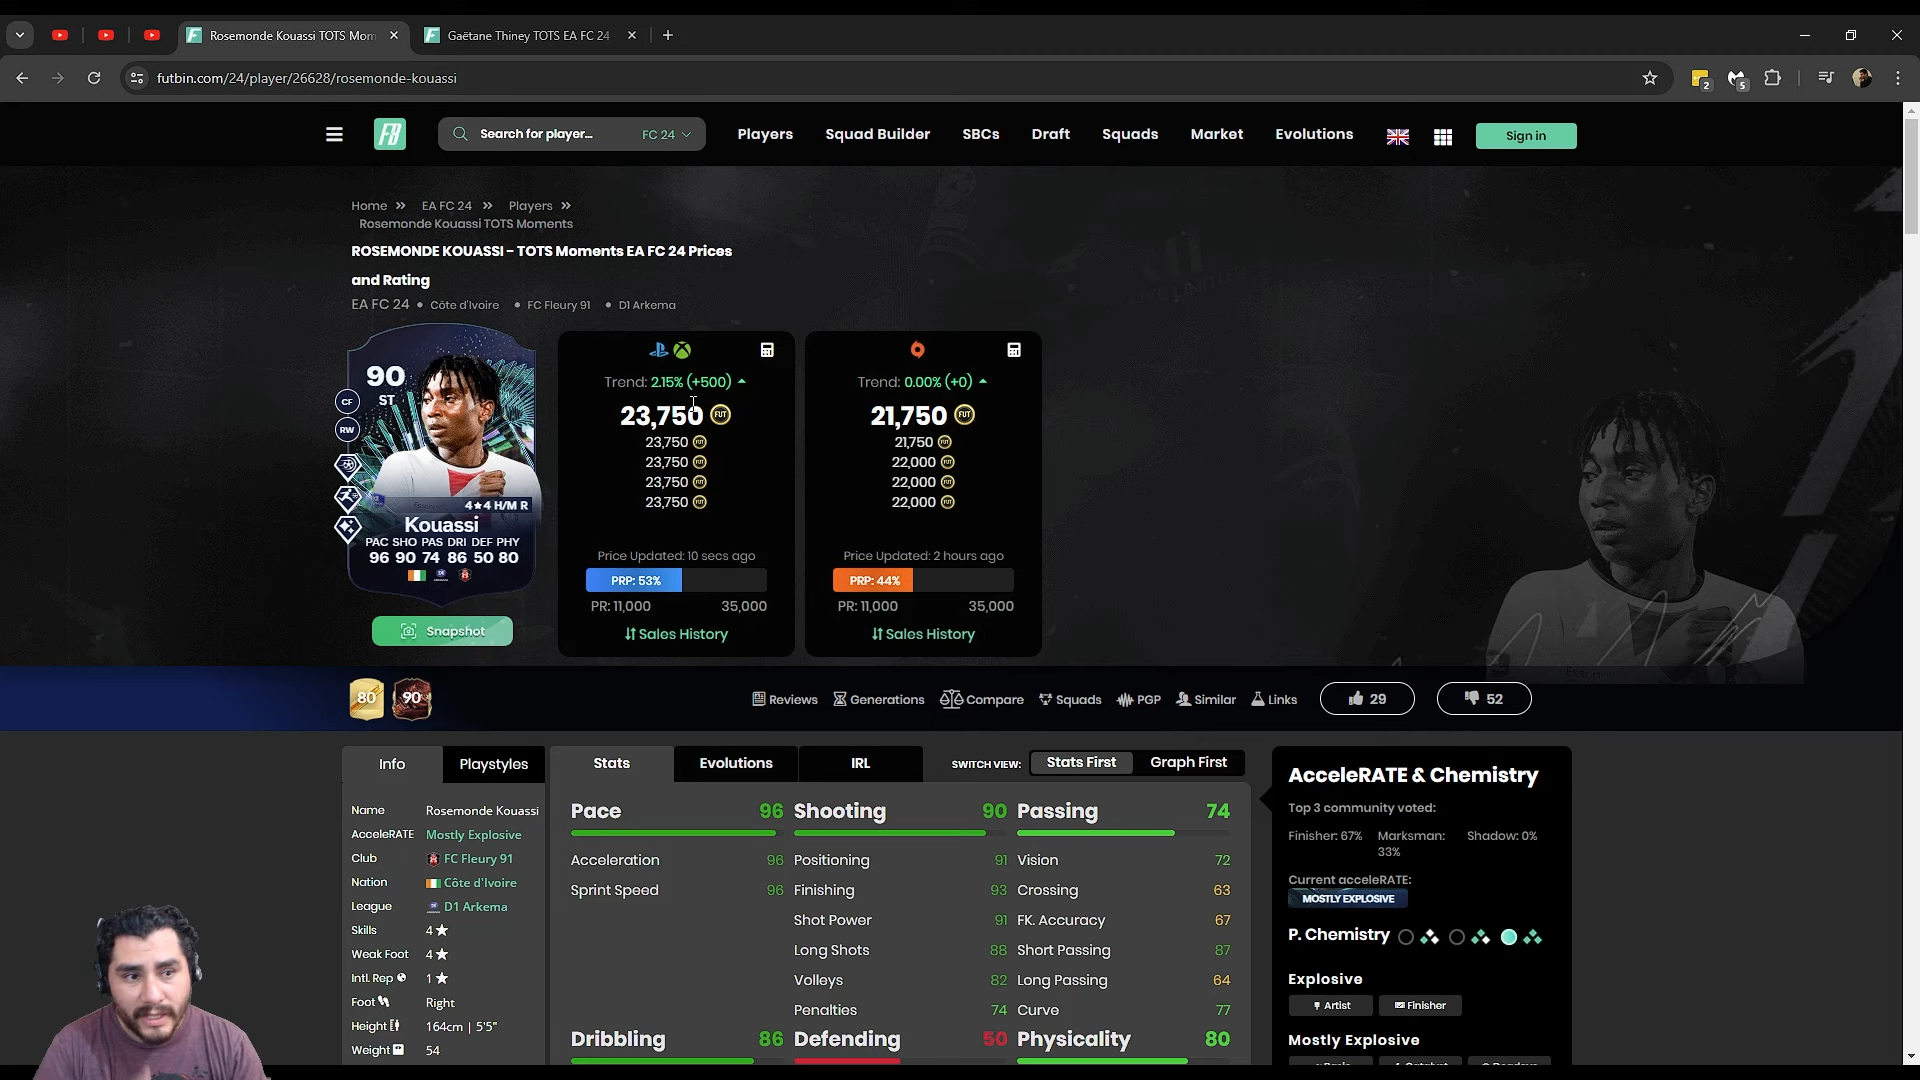 Rosemonde Kouassi TOTS Mom
Gaëtane Thiney TOTS EA FC 24
futbin.com/24/player/26628/rosemonde-kouassi
2
5
FB
Search for player...
FC 24
Players
Squad Builder
SBCs
Draft
Squads
Market
Evolutions
Sign in
Home » EA FC 24 » Players »
Rosemonde Kouassi TOTS Moments
ROSEMONDE KOUASSI - TOTS Moments EA FC 24 Prices
and Rating
EA FC 24 • Côte d'Ivoire • FC Fleury 91 • D1 Arkema
90
ST
CF
RW
4★4 H/M R
Kouassi
PAC SHO PAS DRI DEF PHY
96 90 74 86 50 80
Snapshot
Trend: 2.15% (+500)
23,750
23,750
23,750
23,750
23,750
Price Updated: 10 secs ago
PRP: 53%
PR: 11,000
35,000
Sales History
Trend: 0.00% (+0)
21,750
21,750
22,000
22,000
22,000
Price Updated: 2 hours ago
PRP: 44%
PR: 11,000
35,000
Sales History
80
90
Reviews
Generations
Compare
Squads
PGP
Similar
Links
29
52
Info
Playstyles
Name Rosemonde Kouassi
AcceleRATE Mostly Explosive
Club FC Fleury 91
Nation Côte d'Ivoire
League D1 Arkema
Skills 4★
Weak Foot 4★
Intl. Rep 1★
Foot Right
Height 164cm | 5'5"
Weight 54
Stats
Evolutions
IRL
SWITCH VIEW:
Stats First
Graph First
Pace 96
Acceleration 96
Sprint Speed 96
Shooting 90
Positioning 91
Finishing 93
Shot Power 91
Long Shots 88
Volleys 82
Penalties 74
Passing 74
Vision 72
Crossing 63
FK. Accuracy 67
Short Passing 87
Long Passing 64
Curve 77
Dribbling 86
Defending 50
Physicality 80
AcceleRATE & Chemistry
Top 3 community voted:
Finisher: 67%
Marksman:
33%
Shadow: 0%
Current acceleRATE:
MOSTLY EXPLOSIVE
P. Chemistry
Explosive
Artist
Finisher
Mostly Explosive